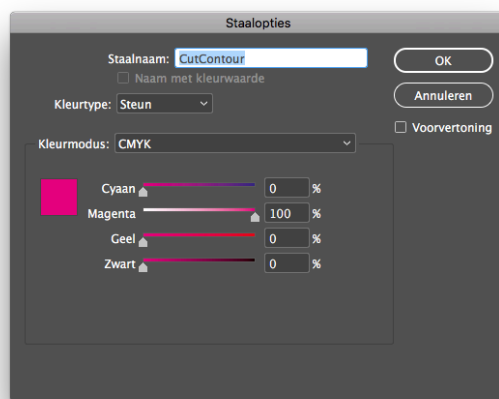 Staalopties
Staalnaam: CutContour
Naam met kleurwaarde
Kleurtype: Steun
OK
Annuleren
Voorvertoning
Kleurmodus: CMYK
Cyaan 0 %
Magenta 100 %
Geel 0 %
Zwart 0 %